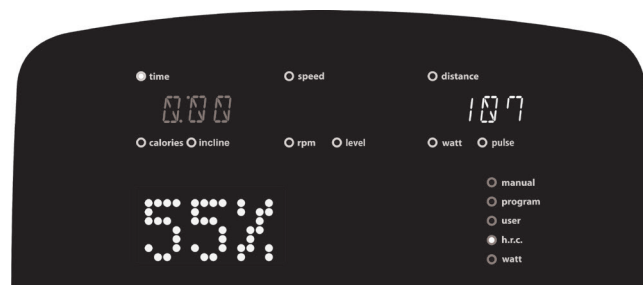 time speed distance
0:00 107
calories incline rpm level watt pulse
manual
program
user
55%
h.r.c.
watt